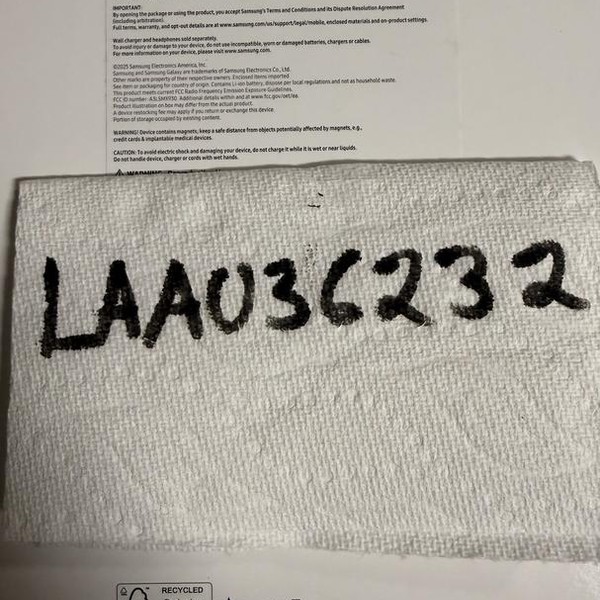 IMPORTANT:
By opening the package or using the product, you accept Samsung's Terms and Conditions and its Dispute Resolution Agreement
(including arbitration).
Full terms, warranty, and opt-out details are at www.samsung.com/us/support/legal/mobile, enclosed materials and on-product settings.
Wall charger and headphones sold separately.
To avoid injury or damage to your device, do not use incompatible, worn or damaged batteries, chargers or cables.
For more information on your device, please visit www.samsung.com.
©2025 Samsung Electronics America, Inc.
Samsung and Samsung Galaxy are trademarks of Samsung Electronics Co., Ltd.
Other marks are property of their respective owners. Enclosed items imported
See item or packaging for country of origin. Contains Li-ion battery, dispose per local regulations and not as household waste.
This product meets current FCC Radio Frequency Emission Exposure Guidelines.
FCC ID number: A3LSMX930. Additional details within and at www.fcc.gov/oet/ea.
Product illustration on box may differ from the actual product.
A device restocking fee may apply if you return or exchange this device.
Portion of storage occupied by existing content.
WARNING! Device contains magnets, keep a safe distance from objects potentially affected by magnets, e.g.,
credit cards & implantable medical devices.
CAUTION: To avoid electric shock and damaging your device, do not charge it while it is wet or near liquids.
Do not handle device, charger or cords with wet hands.
LAA036232
RECYCLED